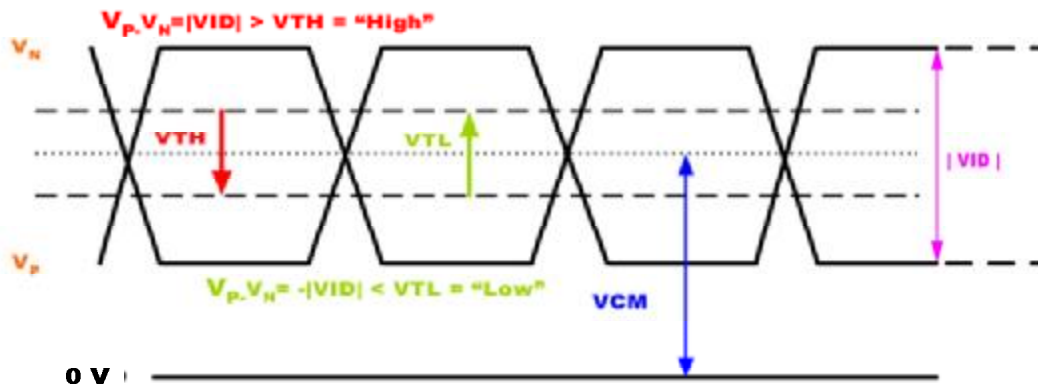 VP-VN=|VID| > VTH = “High”
VN
VTH
VTL
| VID |
VP
VP-VN= -|VID| < VTL = “Low”
VCM
0 V